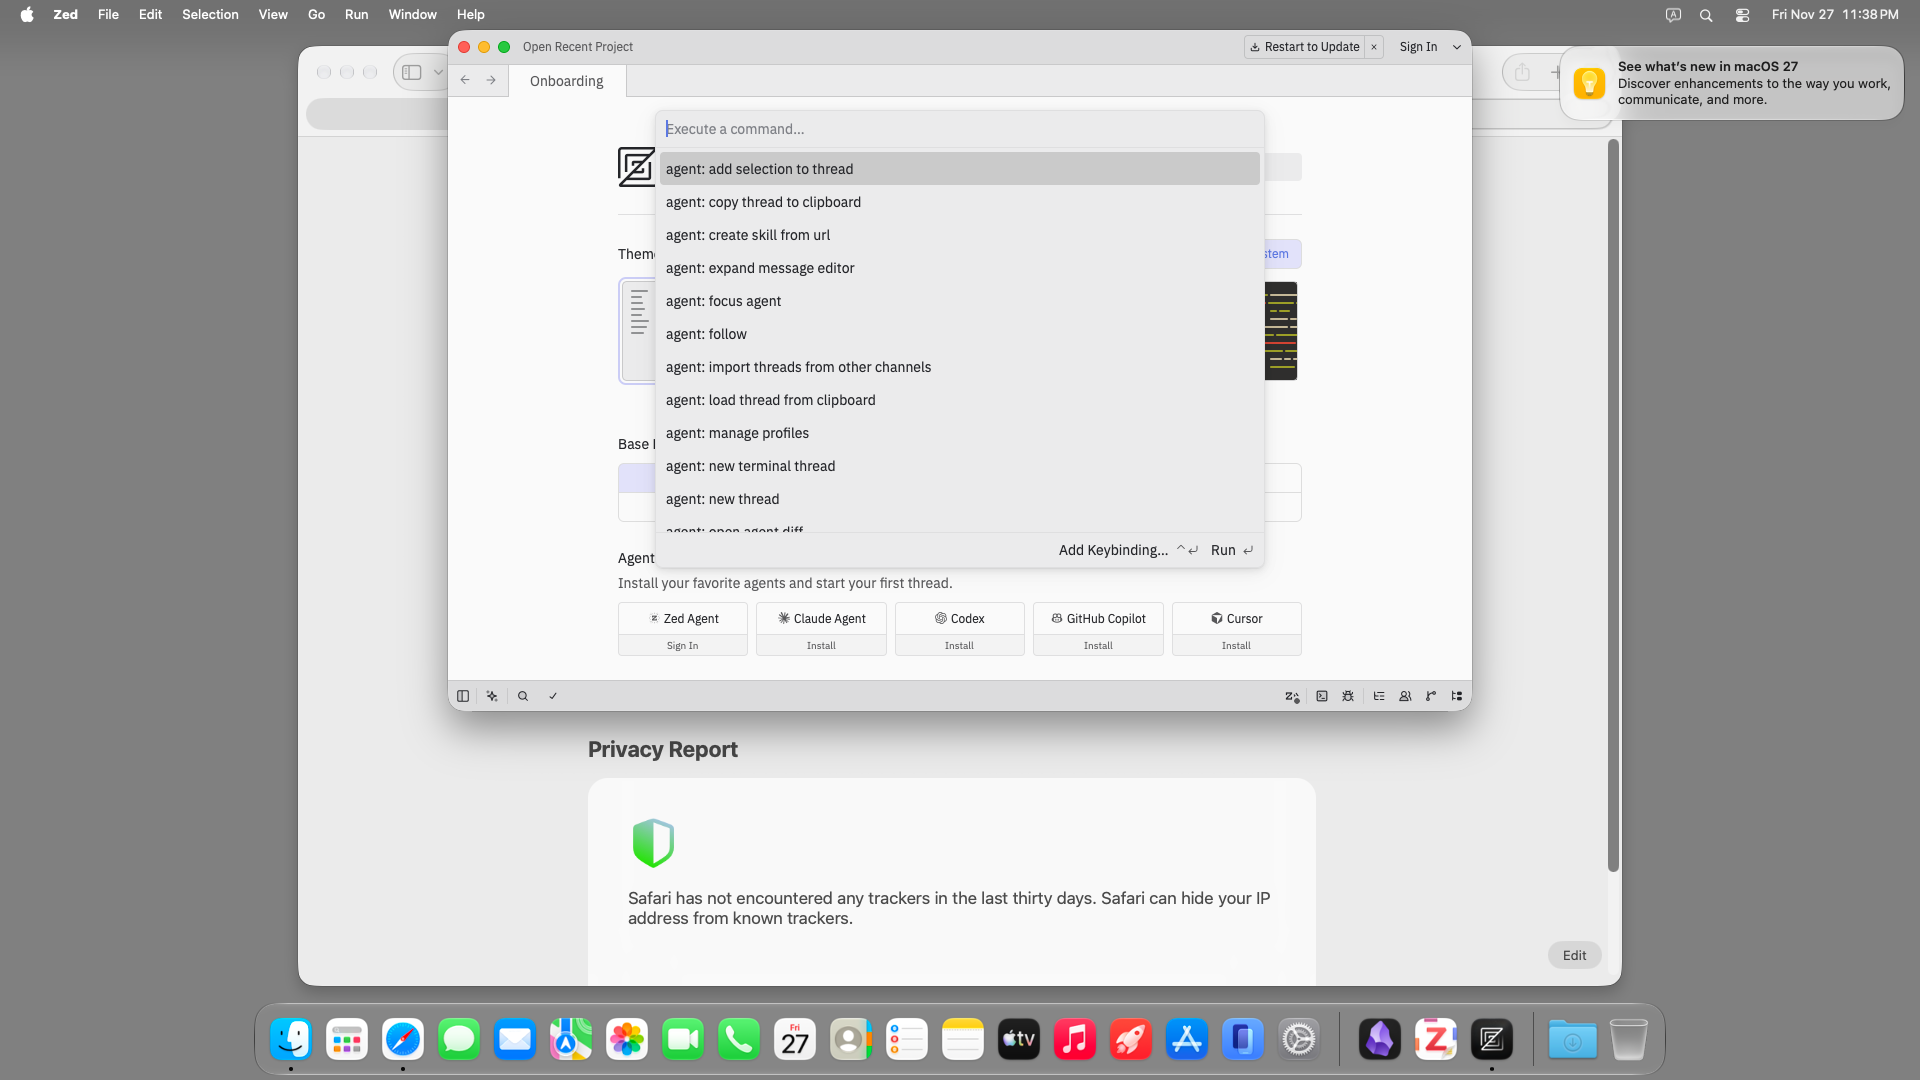 Zed File Edit Selection View Go Run Window Help
Fri Nov 27 11:38 PM
Open Recent Project
Restart to Update
Sign In
Onboarding
See what's new in macOS 27
Discover enhancements to the way you work,
communicate, and more.
Execute a command...
agent: add selection to thread
agent: copy thread to clipboard
agent: create skill from url
agent: expand message editor
agent: focus agent
agent: follow
agent: import threads from other channels
agent: load thread from clipboard
agent: manage profiles
agent: new terminal thread
agent: new thread
agent: open agent diff
Add Keybinding... Run
Base
Agent
Install your favorite agents and start your first thread.
Zed Agent
Sign In
Claude Agent
Install
Codex
Install
GitHub Copilot
Install
Cursor
Install
Privacy Report
Safari has not encountered any trackers in the last thirty days. Safari can hide your IP
address from known trackers.
Edit
Fri
27
tv